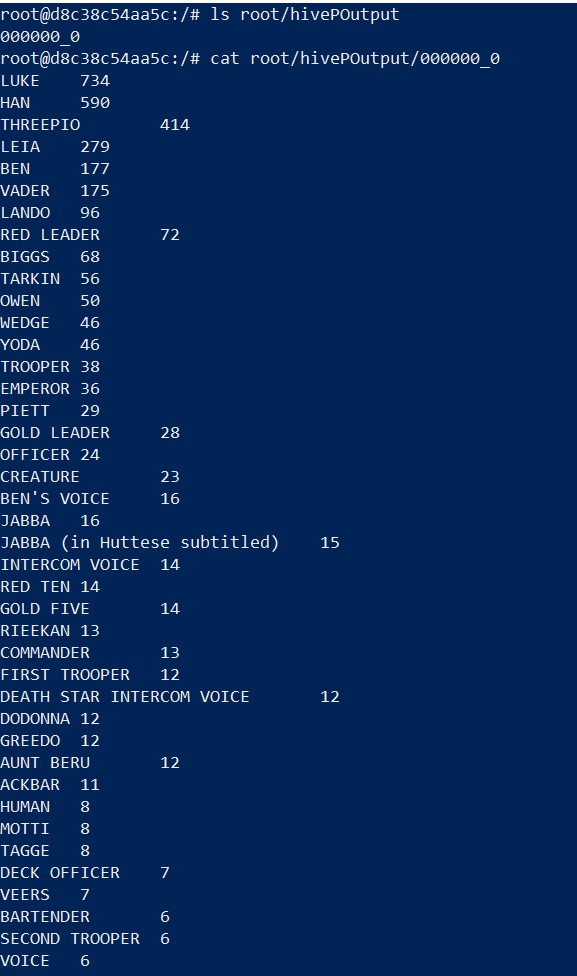 root@d8c38c54aa5c:/# ls root/hivePOutput
000000_0
root@d8c38c54aa5c:/# cat root/hivePOutput/000000_0
LUKE 734
HAN 590
THREEPIO 414
LEIA 279
BEN 177
VADER 175
LANDO 96
RED LEADER 72
BIGGS 68
TARKIN 56
OWEN 50
WEDGE 46
YODA 46
TROOPER 38
EMPEROR 36
PIETT 29
GOLD LEADER 28
OFFICER 24
CREATURE 23
BEN'S VOICE 16
JABBA 16
JABBA (in Huttese subtitled) 15
INTERCOM VOICE 14
RED TEN 14
GOLD FIVE 14
RIEEKAN 13
COMMANDER 13
FIRST TROOPER 12
DEATH STAR INTERCOM VOICE 12
DODONNA 12
GREEDO 12
AUNT BERU 12
ACKBAR 11
HUMAN 8
MOTTI 8
TAGGE 8
DECK OFFICER 7
VEERS 7
BARTENDER 6
SECOND TROOPER 6
VOICE 6